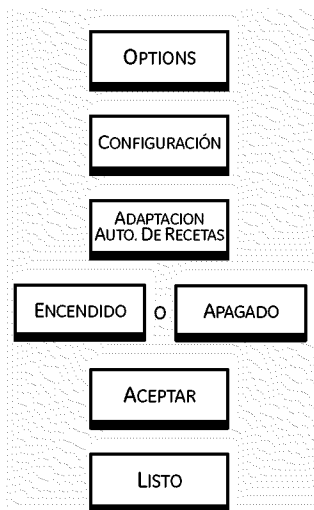 OPTIONS
CONFIGURACIÓN
ADAPTACION
AUTO. DE RECETAS
ENCENDIDO O APAGADO
ACEPTAR
LISTO